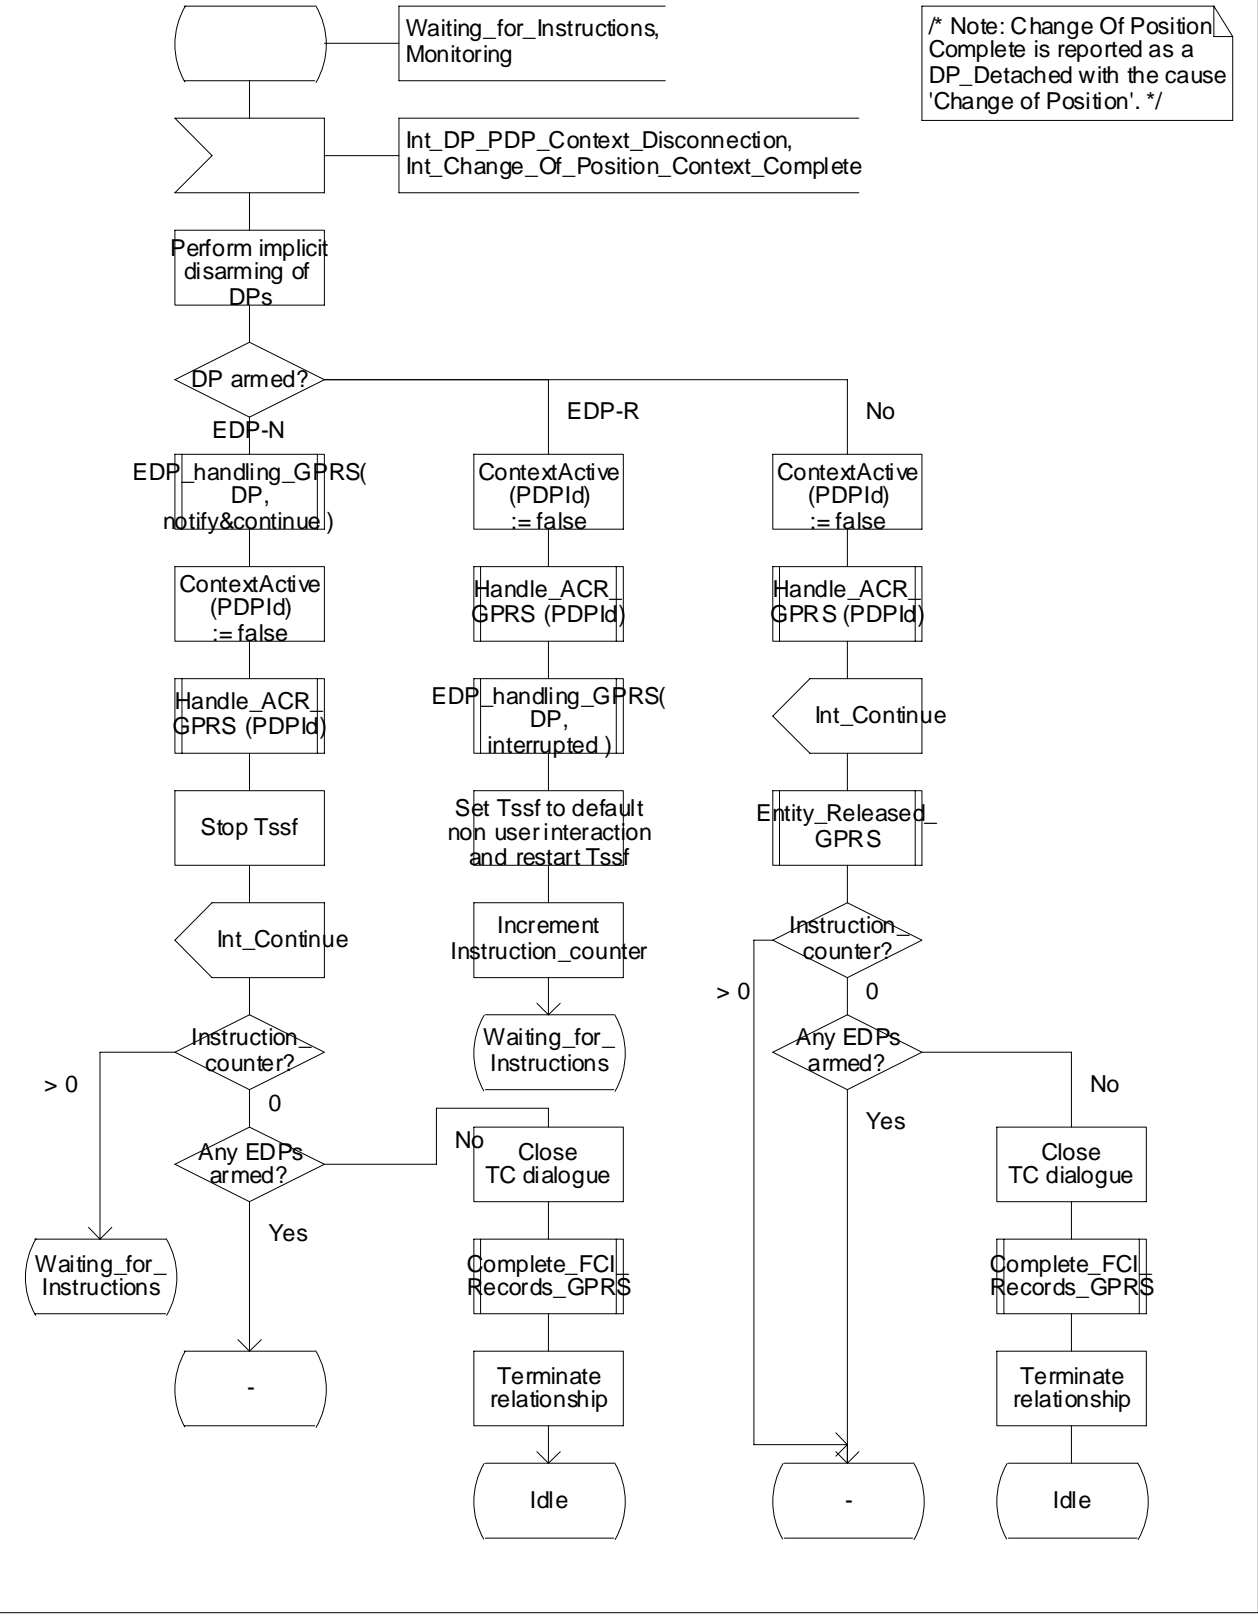 Waiting_for_Instructions,
Monitoring
/* Note: Change Of Position
Complete is reported as a
DP_Detached with the cause
'Change of Position'. */
Int_DP_PDP_Context_Disconnection,
Int_Change_Of_Position_Context_Complete
Perform implicit
disarming of
DPs
DP armed?
EDP-N
EDP-R
No
EDP_handling_GPRS(
DP,
notify&continue )
ContextActive
(PDPId)
:= false
Handle_ACR_
GPRS (PDPId)
Stop Tssf
Int_Continue
Instruction_
counter?
> 0
0
Any EDPs
armed?
No
Yes
Waiting_for_
Instructions
-
ContextActive
(PDPId)
:= false
Handle_ACR_
GPRS (PDPId)
EDP_handling_GPRS(
DP,
interrupted )
Set Tssf to default
non user interaction
and restart Tssf
Increment
Instruction_counter
Waiting_for_
Instructions
Close
TC dialogue
Complete_FCI_
Records_GPRS
Terminate
relationship
Idle
ContextActive
(PDPId)
:= false
Handle_ACR_
GPRS (PDPId)
Int_Continue
Entity_Released_
GPRS
Instruction_
counter?
> 0
0
Any EDPs
armed?
No
Yes
-
Close
TC dialogue
Complete_FCI_
Records_GPRS
Terminate
relationship
Idle